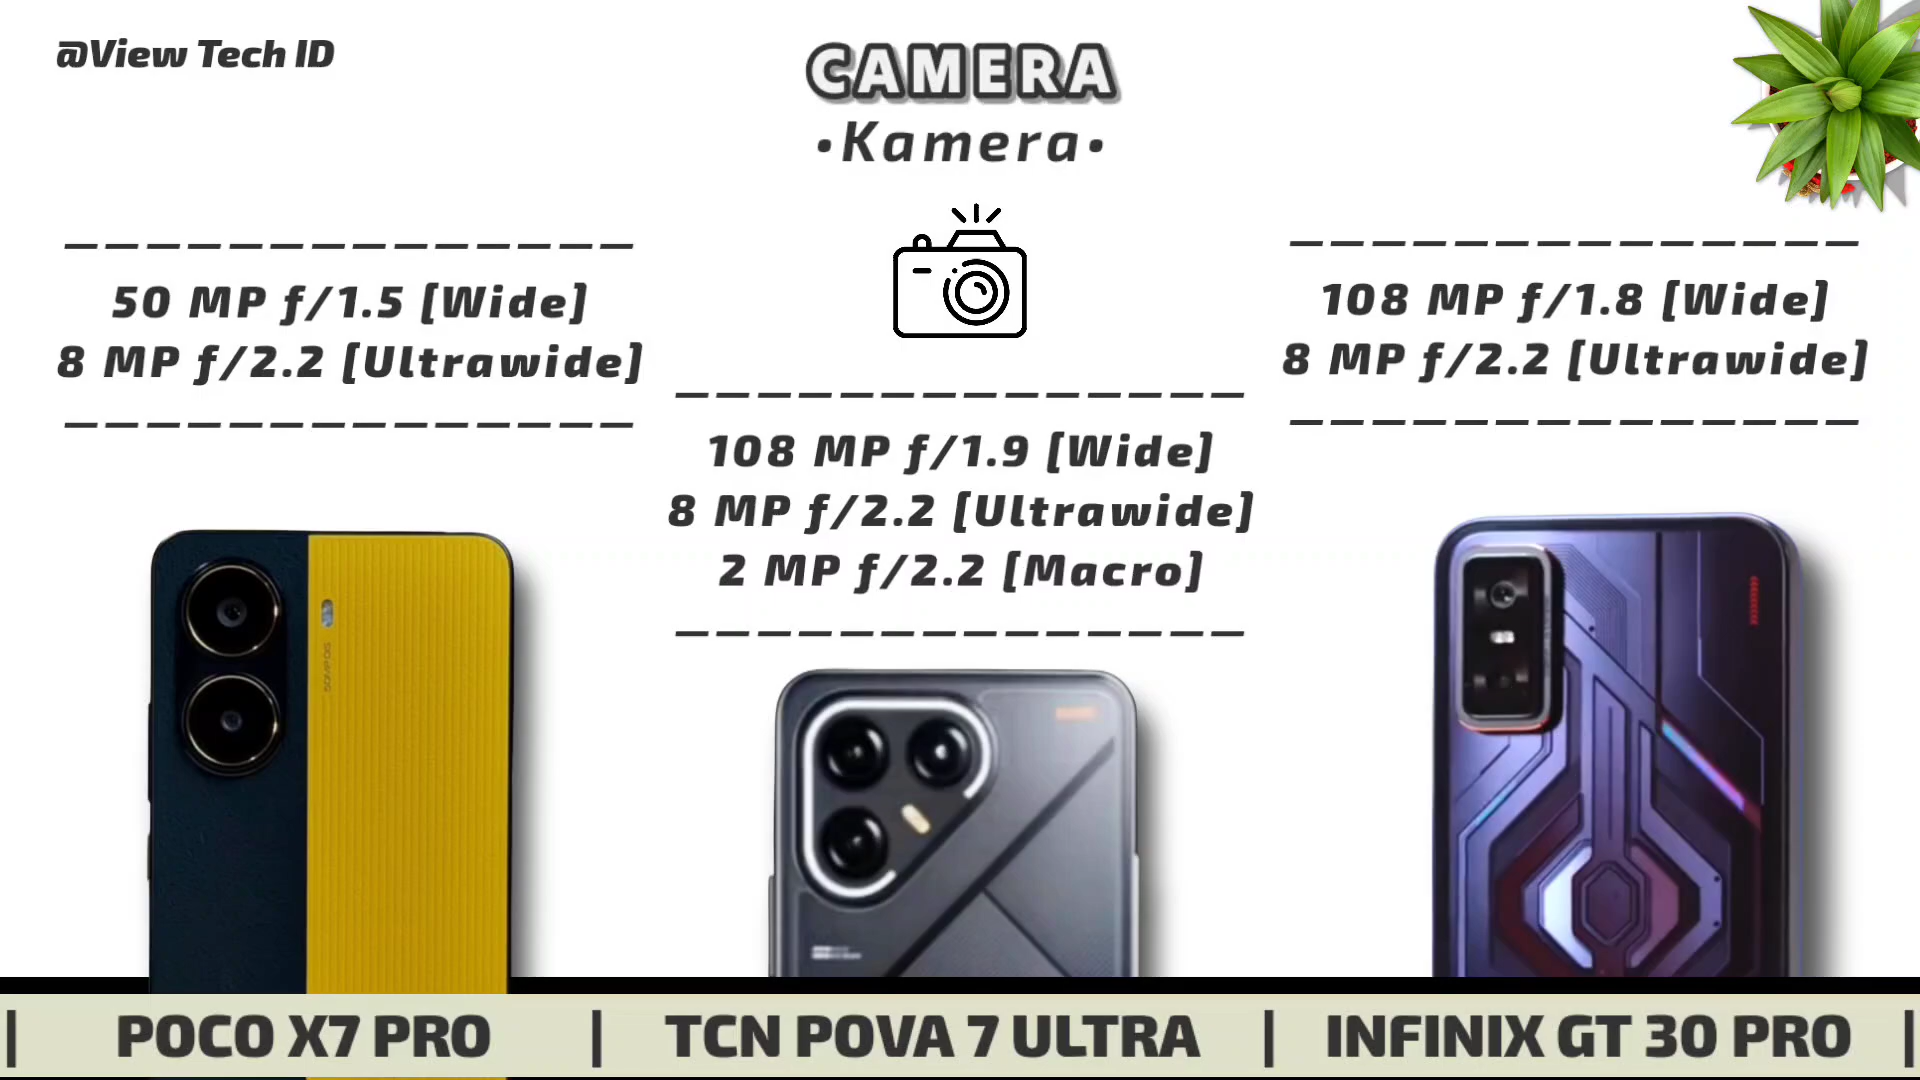 @View Tech ID
CAMERA
•Kamera•
50 MP f/1.5 [Wide]
8 MP f/2.2 [Ultrawide]
108 MP f/1.9 [Wide]
8 MP f/2.2 [Ultrawide]
2 MP f/2.2 [Macro]
108 MP f/1.8 [Wide]
8 MP f/2.2 [Ultrawide]
50MP OIS
| POCO X7 PRO | TCN POVA 7 ULTRA | INFINIX GT 30 PRO |